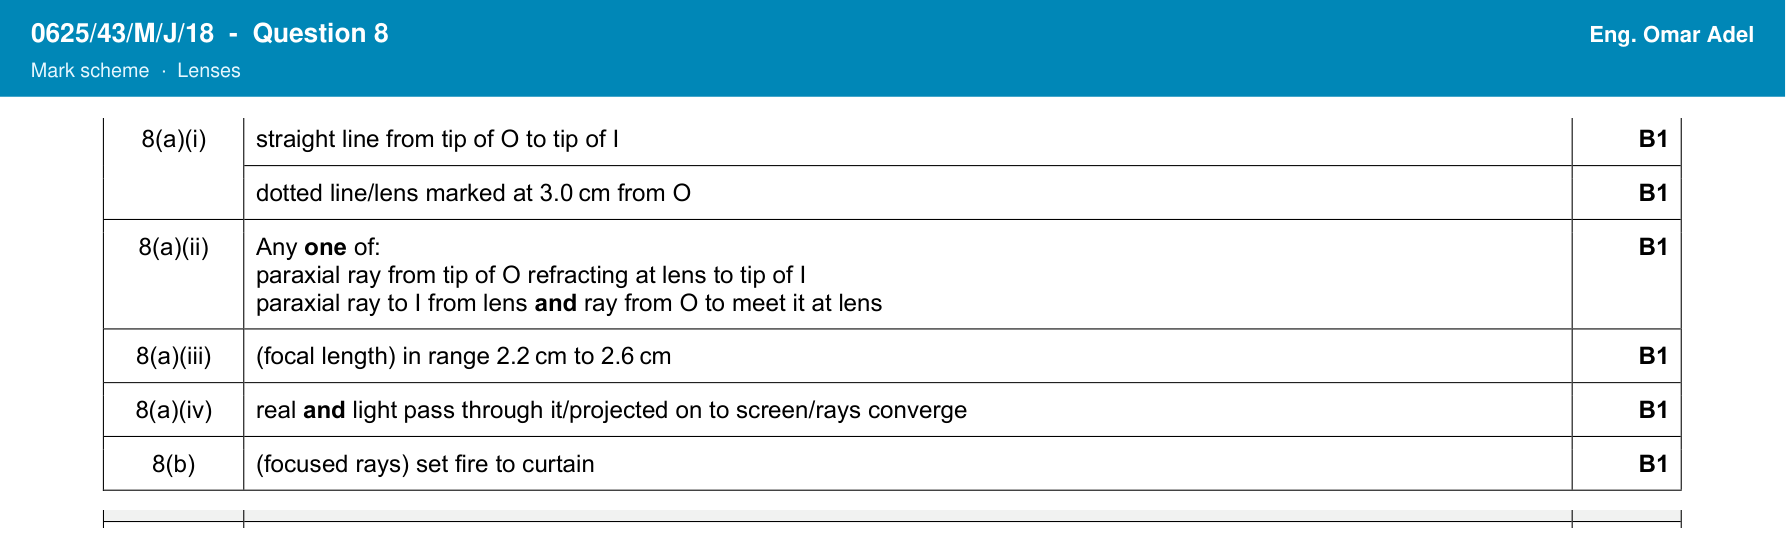 0625/43/M/J/18 - Question 8
Eng. Omar Adel
Mark scheme · Lenses
8(a)(i) straight line from tip of O to tip of I B1
dotted line/lens marked at 3.0 cm from O B1
8(a)(ii) Any one of: B1
paraxial ray from tip of O refracting at lens to tip of I
paraxial ray to I from lens and ray from O to meet it at lens
8(a)(iii) (focal length) in range 2.2 cm to 2.6 cm B1
8(a)(iv) real and light pass through it/projected on to screen/rays converge B1
8(b) (focused rays) set fire to curtain B1